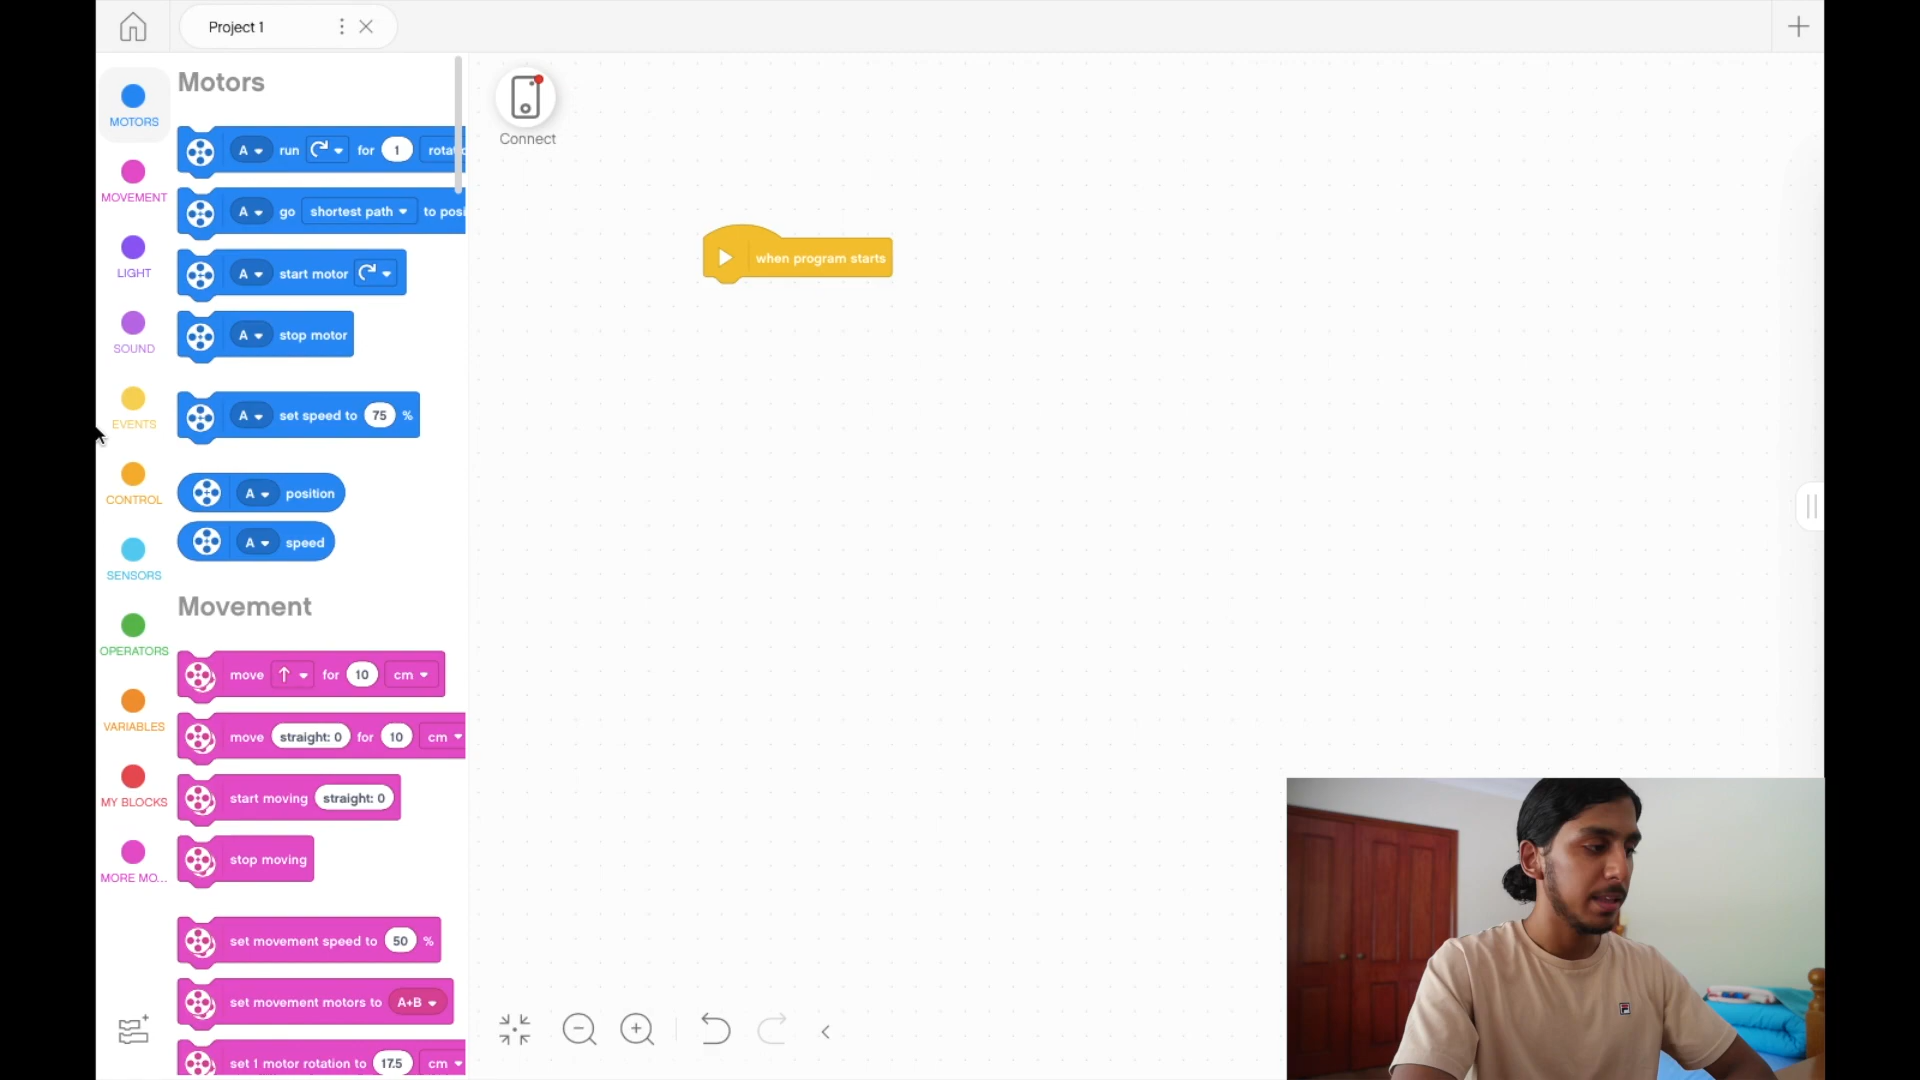 Project 1
Motors
MOTORS
MOVEMENT
LIGHT
SOUND
EVENTS
CONTROL
SENSORS
OPERATORS
VARIABLES
MY BLOCKS
MORE MO...
A run for 1 rotatio
A go shortest path to posi
A start motor
A stop motor
A set speed to 75 %
A position
A speed
Movement
move for 10 cm
move straight: 0 for 10 cm
start moving straight: 0
stop moving
set movement speed to 50 %
set movement motors to A+B
set 1 motor rotation to 17.5 cm
Connect
when program starts